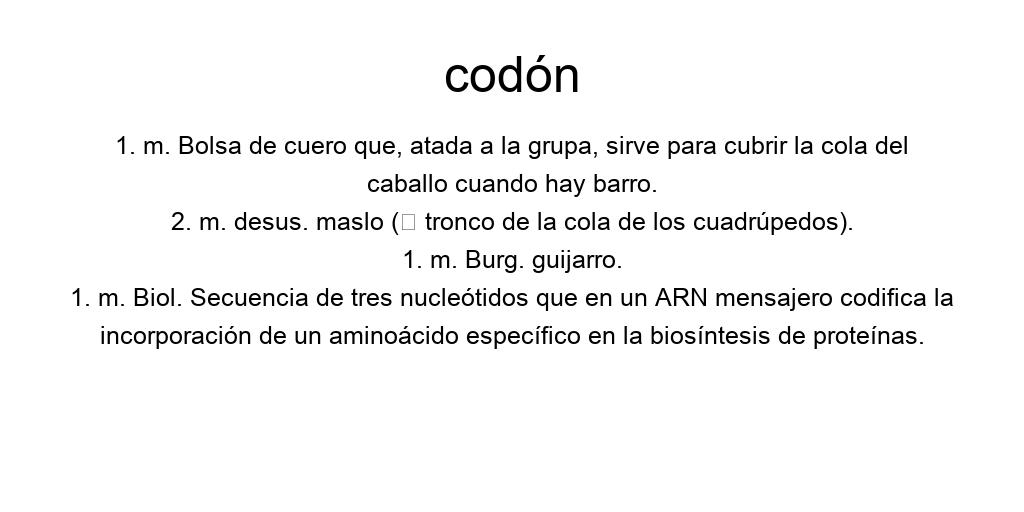 codón
1. m. Bolsa de cuero que, atada a la grupa, sirve para cubrir la cola del
caballo cuando hay barro.
2. m. desus. maslo (▯ tronco de la cola de los cuadrúpedos).
1. m. Burg. guijarro.
1. m. Biol. Secuencia de tres nucleótidos que en un ARN mensajero codifica la
incorporación de un aminoácido específico en la biosíntesis de proteínas.